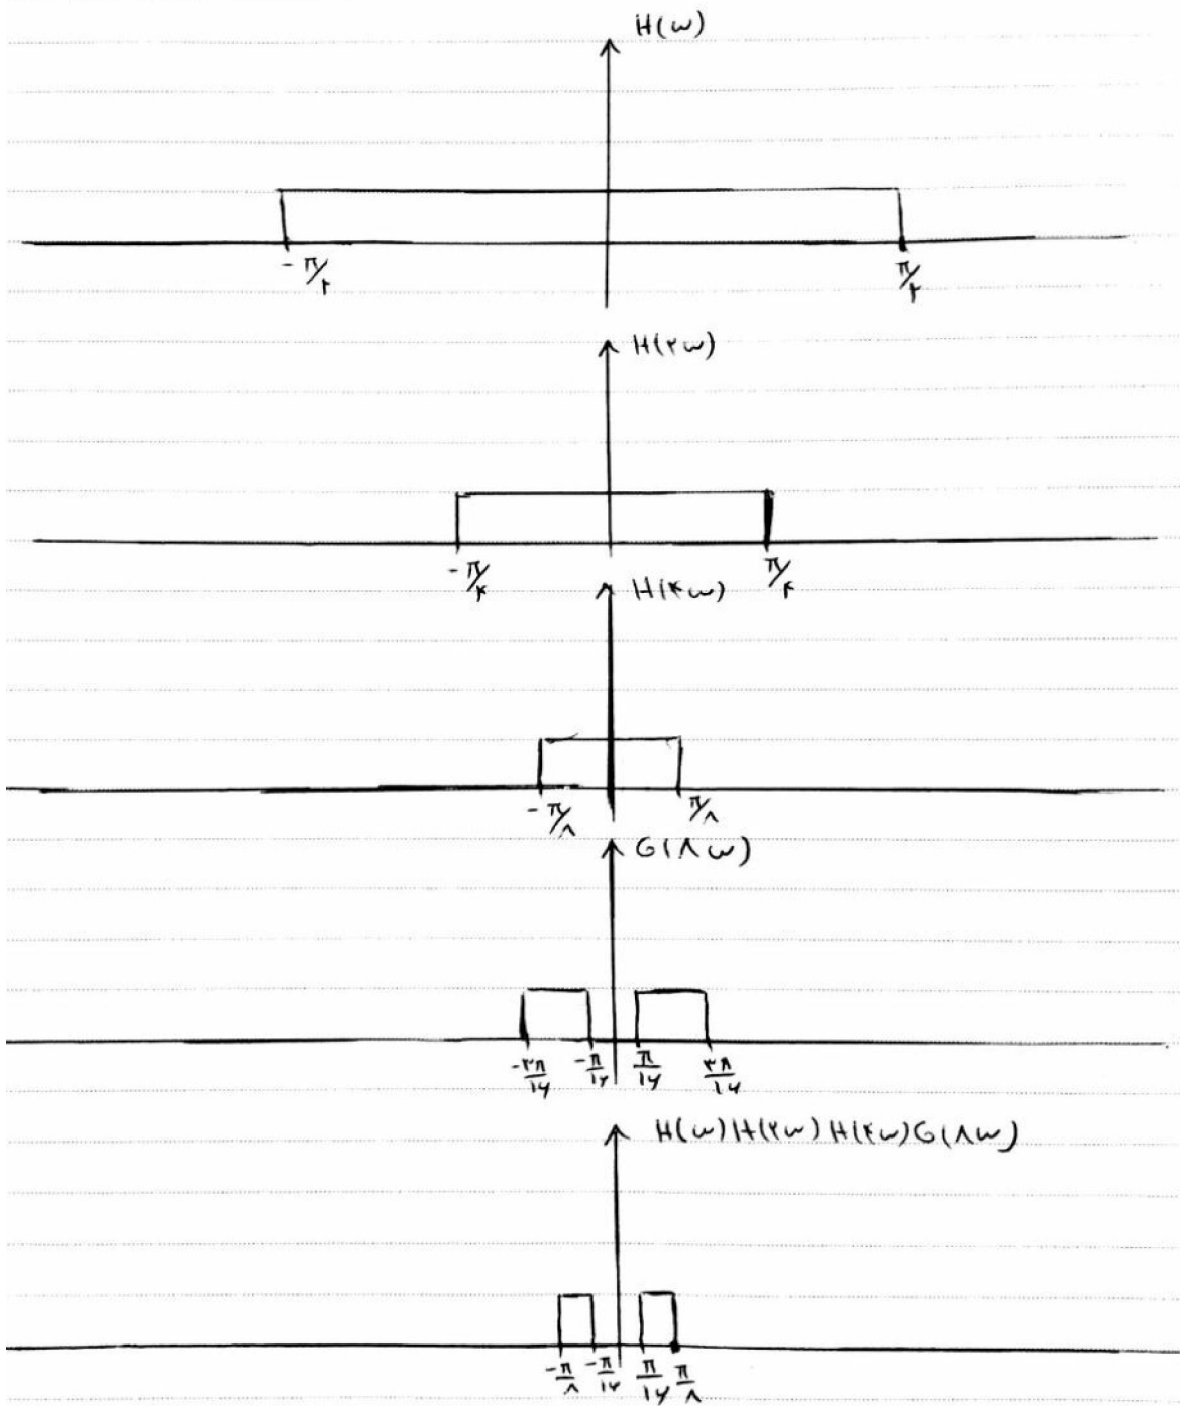 H(ω)
-π/۲ π/۲
H(۲ω)
-π/۴ π/۴
H(۴ω)
-π/۸ π/۸
G(۸ω)
-۳π/۱۶ -π/۱۶ π/۱۶ ۳π/۱۶
H(ω)H(۲ω)H(۴ω)G(۸ω)
-π/۸ -π/۱۶ π/۱۶ π/۸